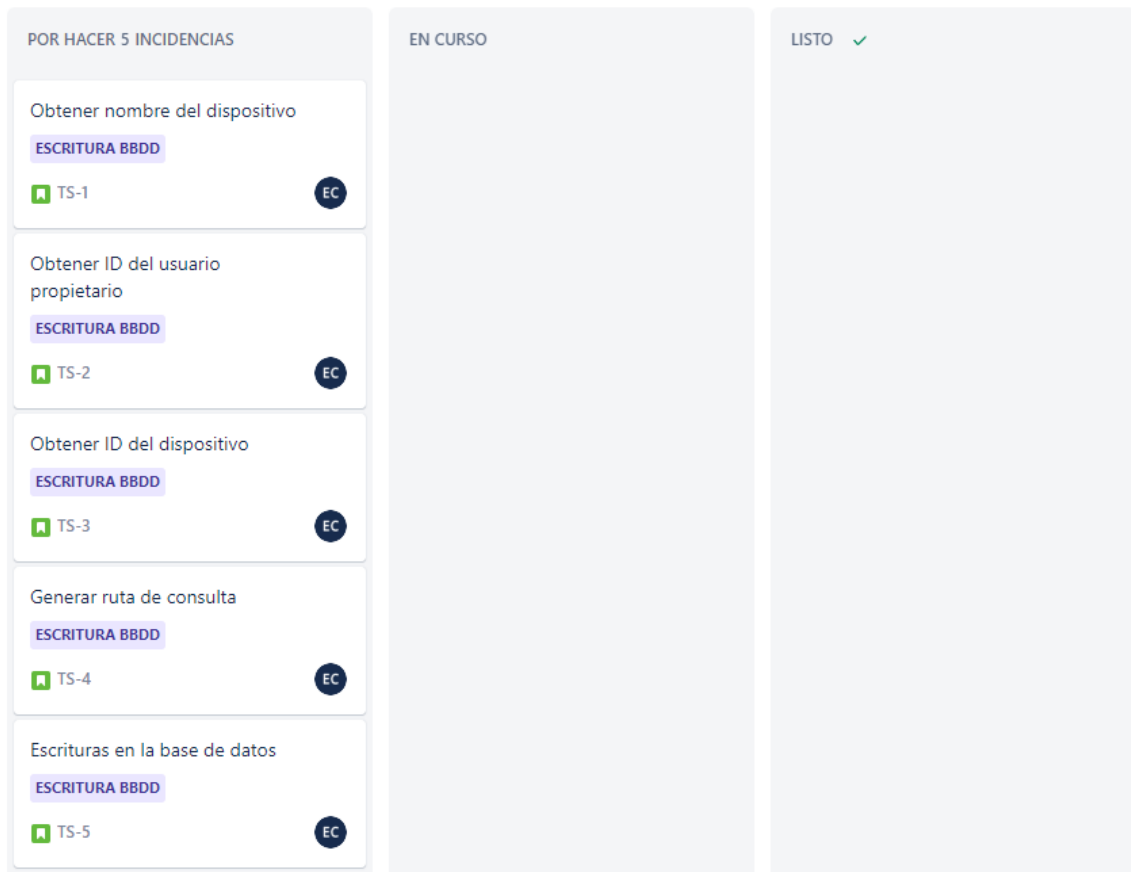 POR HACER 5 INCIDENCIAS
Obtener nombre del dispositivo
ESCRITURA BBDD
TS-1
EC
Obtener ID del usuario
propietario
ESCRITURA BBDD
TS-2
EC
Obtener ID del dispositivo
ESCRITURA BBDD
TS-3
EC
Generar ruta de consulta
ESCRITURA BBDD
TS-4
EC
Escrituras en la base de datos
ESCRITURA BBDD
TS-5
EC
EN CURSO
LISTO